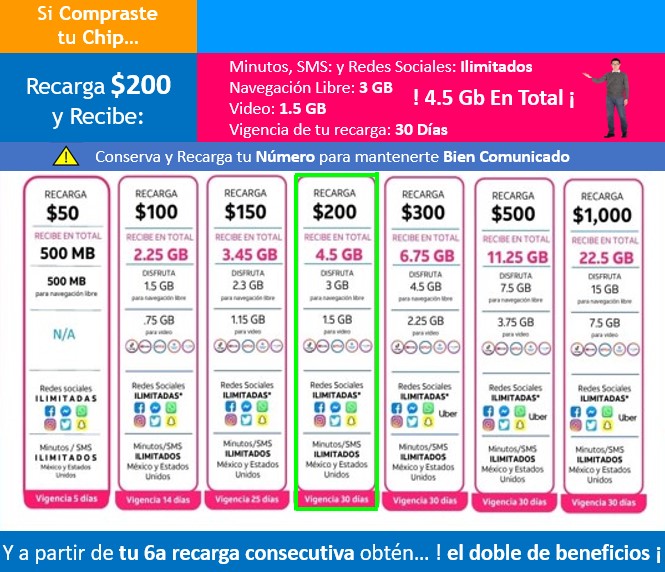 Si Compraste
tu Chip...
Recarga $200
y Recibe:
Minutos, SMS: y Redes Sociales: Ilimitados
Navegación Libre: 3 GB
Video: 1.5 GB
Vigencia de tu recarga: 30 Días
! 4.5 Gb En Total ¡
Conserva y Recarga tu Número para mantenerte Bien Comunicado
RECARGA
$50
RECIBE EN TOTAL
500 MB
500 MB
para navegación libre
N/A
Redes sociales
ILIMITADAS
Minutos / SMS
ILIMITADOS
México y Estados
Unidos
Vigencia 5 días
RECARGA
$100
RECIBE EN TOTAL
2.25 GB
DISFRUTA
1.5 GB
para navegación libre
.75 GB
para video
Redes Sociales
ILIMITADAS*
Minutos/SMS
ILIMITADOS
México y Estados
Unidos
Vigencia 14 días
RECARGA
$150
RECIBE EN TOTAL
3.45 GB
DISFRUTA
2.3 GB
para navegación libre
1.15 GB
para video
Redes Sociales
ILIMITADAS*
Minutos/SMS
ILIMITADOS
México y Estados
Unidos
Vigencia 25 días
RECARGA
$200
RECIBE EN TOTAL
4.5 GB
DISFRUTA
3 GB
para navegación libre
1.5 GB
para video
Redes Sociales
ILIMITADAS*
Minutos/SMS
ILIMITADOS
México y Estados
Unidos
Vigencia 30 días
RECARGA
$300
RECIBE EN TOTAL
6.75 GB
DISFRUTA
4.5 GB
para navegación libre
2.25 GB
para video
Redes Sociales
ILIMITADAS*
Uber
Minutos/SMS
ILIMITADOS
México y Estados
Unidos
Vigencia 30 días
RECARGA
$500
RECIBE EN TOTAL
11.25 GB
DISFRUTA
7.5 GB
para navegación libre
3.75 GB
para video
Redes Sociales
ILIMITADAS*
Uber
Minutos/SMS
ILIMITADOS
México y Estados
Unidos
Vigencia 30 días
RECARGA
$1,000
RECIBE EN TOTAL
22.5 GB
DISFRUTA
15 GB
para navegación libre
7.5 GB
para video
Redes Sociales
ILIMITADAS*
Uber
Minutos/SMS
ILIMITADOS
México y Estados
Unidos
Vigencia 30 días
Y a partir de tu 6a recarga consecutiva obtén... ! el doble de beneficios ¡